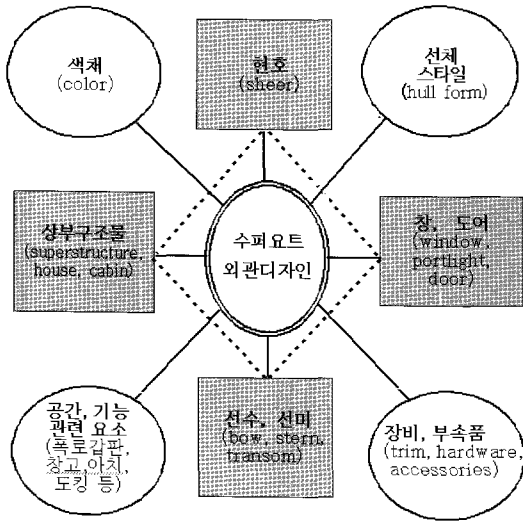 색채
(color)
현호
(sheer)
선체
스타일
(hull form)
상부구조물
(superstructure,
house, cabin)
수퍼요트
외관디자인
창, 도어
(window,
portlight,
door)
공간, 기능
관련 요소
(폭로갑판,
창고,아치,
도킹 등)
선수, 선미
(bow, stern,
transom)
장비, 부속품
(trim, hardware,
accessories)